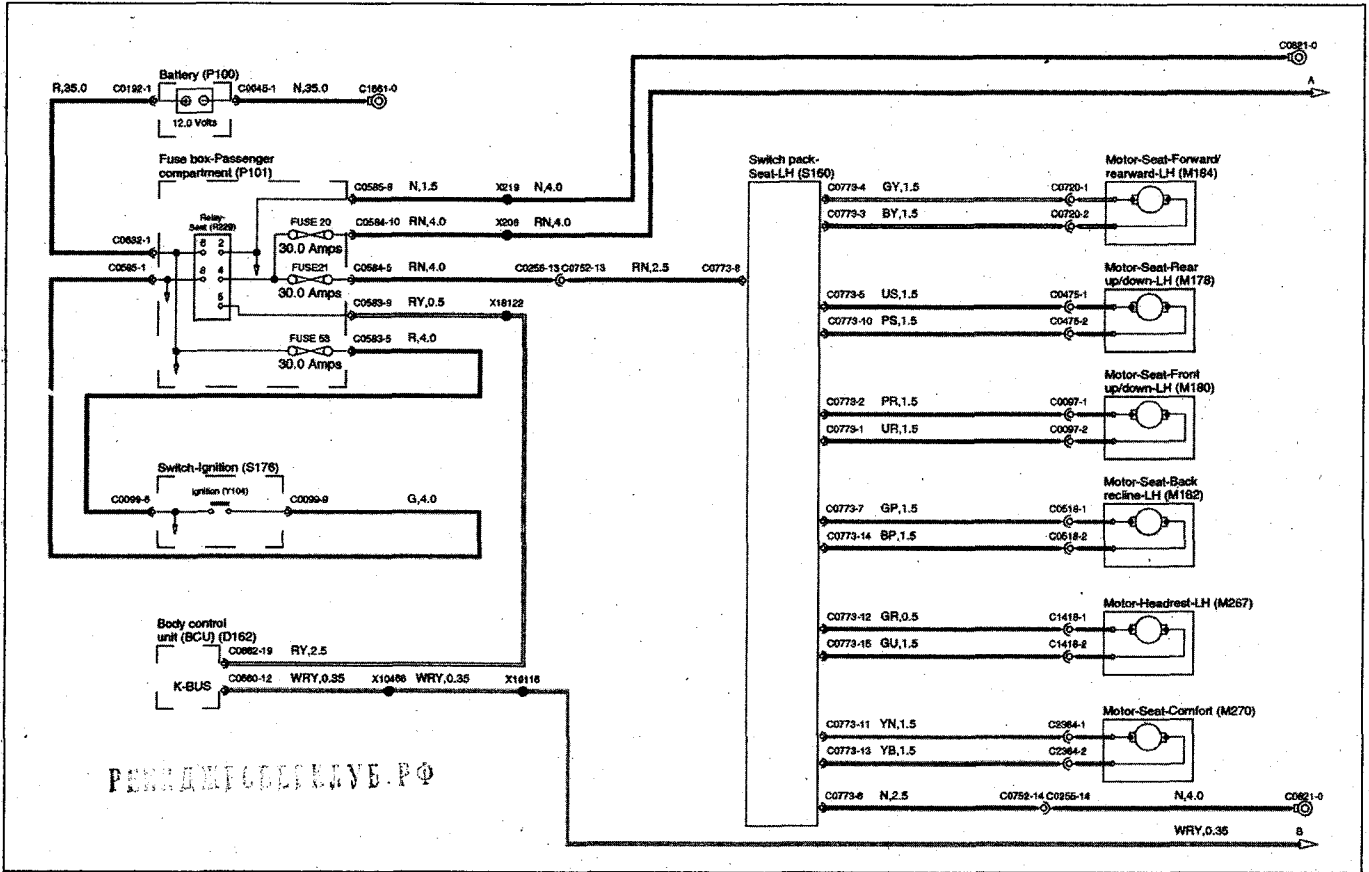 C0821-0
A
Battery (P100)
R,35.0 C0192-1 C0045-1 N,35.0 C1861-0
12.0 Volts
Fuse box-Passenger
compartment (P101)
C0585-8 N,1.5 X219 N,4.0
Relay-
Seat (R229)
FUSE 20
C0584-10 RN,4.0 X206 RN,4.0
30.0 Amps
C0632-1
6 2
C0585-1
8 4
FUSE21
C0584-5 RN,4.0 C0752-13 RN,2.5 C0773-8
30.0 Amps
5
C0583-9 RY,0.5 X18122
FUSE 53
C0583-5 R,4.0
30.0 Amps
Switch-Ignition (S176)
Ignition (Y104)
C0099-6 C0099-9 G,4.0
Body control
unit (BCU) (D162)
C0662-19 RY,2.5
K-BUS
C0660-12 WRY,0.35 WRY,0.35 X19116
Switch pack-
Seat-LH (S160)
Motor-Seat-Forward/
rearward-LH (M184)
C0773-4 GY,1.5 C0720-1
C0773-3 BY,1.5 C0720-2
Motor-Seat-Rear
up/down-LH (M178)
C0773-5 US,1.5 C0475-1
C0773-10 PS,1.5 C0475-2
Motor-Seat-Front
up/down-LH (M180)
C0773-2 PR,1.5 C0097-1
C0773-1 UR,1.5 C0097-2
Motor-Seat-Back
recline-LH (M182)
C0773-7 GP,1.5 C0518-1
C0773-14 BP,1.5 C0518-2
Motor-Headrest-LH (M267)
C0773-12 GR,0.5 C1418-1
C0773-15 GU,1.5 C1418-2
Motor-Seat-Comfort (M270)
C0773-11 YN,1.5 C2364-1
C0773-13 YB,1.5 C2364-2
C0773-6 N,2.5 C0752-14 C0255-14 N,4.0 C0821-0
WRY,0.35 B